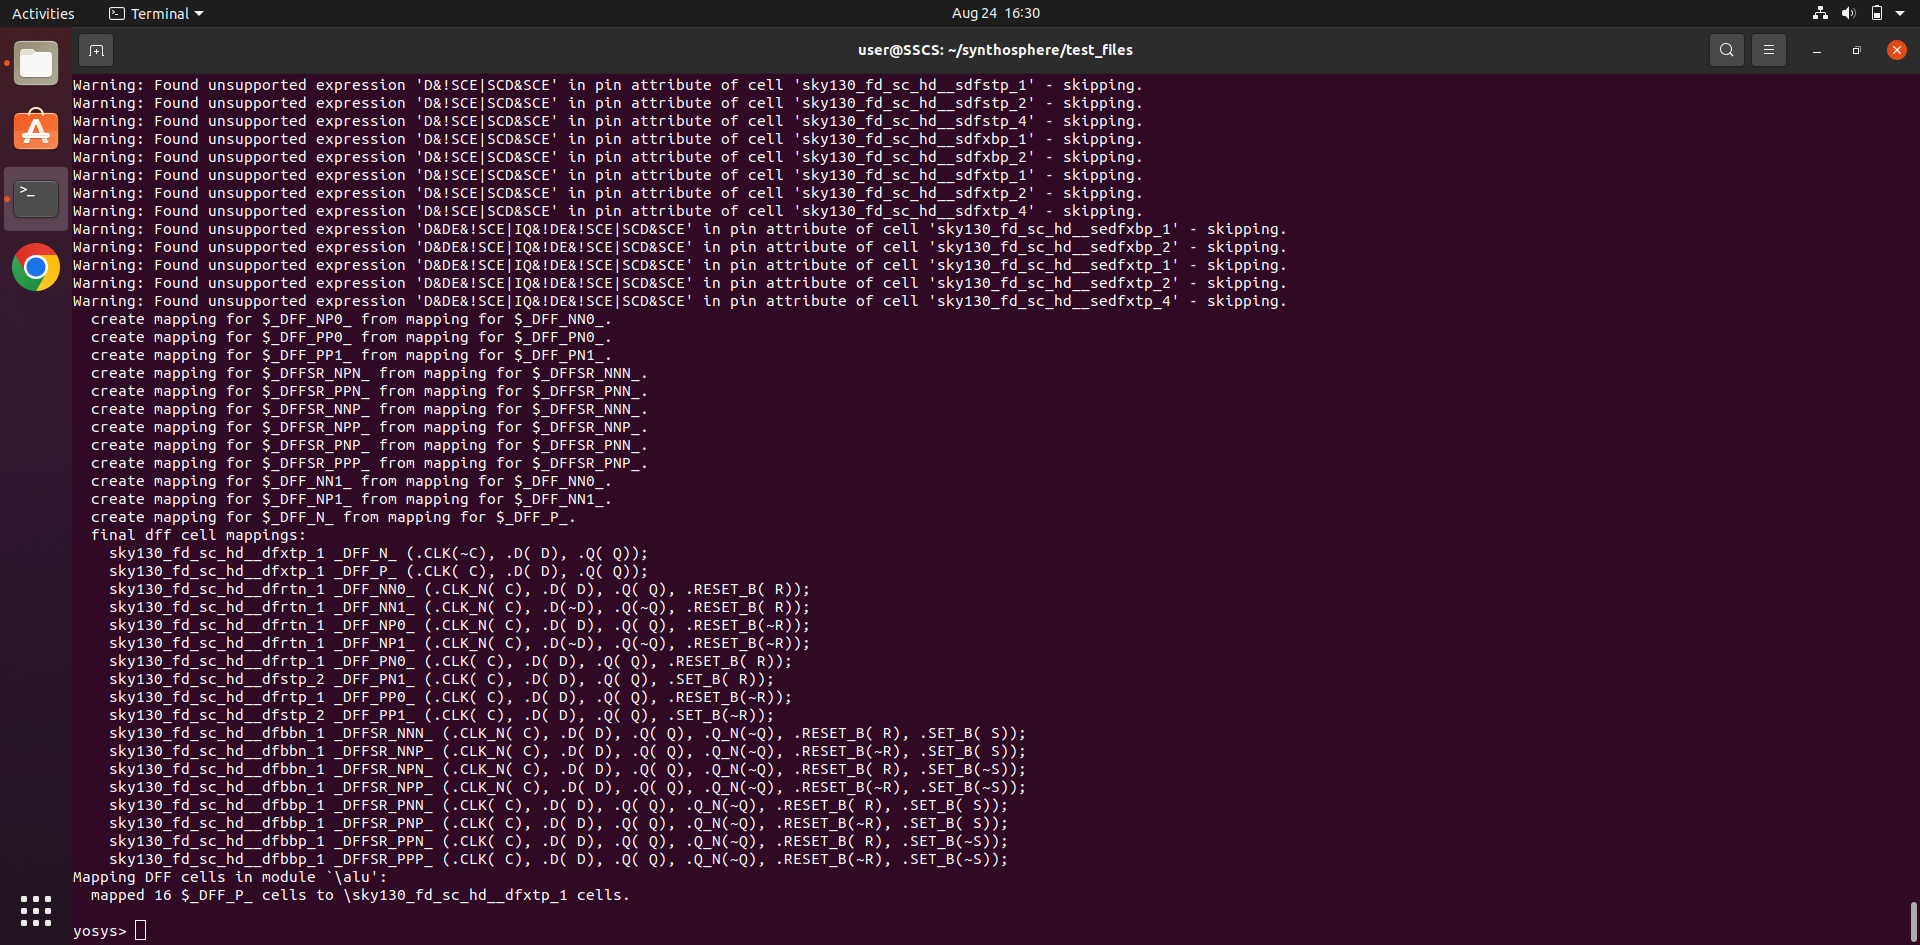 Activities
Terminal
Aug 24 16:30
user@SSCS: ~/synthosphere/test_files
Warning: Found unsupported expression 'D&!SCE|SCD&SCE' in pin attribute of cell 'sky130_fd_sc_hd__sdfstp_1' - skipping.
Warning: Found unsupported expression 'D&!SCE|SCD&SCE' in pin attribute of cell 'sky130_fd_sc_hd__sdfstp_2' - skipping.
Warning: Found unsupported expression 'D&!SCE|SCD&SCE' in pin attribute of cell 'sky130_fd_sc_hd__sdfstp_4' - skipping.
Warning: Found unsupported expression 'D&!SCE|SCD&SCE' in pin attribute of cell 'sky130_fd_sc_hd__sdfxbp_1' - skipping.
Warning: Found unsupported expression 'D&!SCE|SCD&SCE' in pin attribute of cell 'sky130_fd_sc_hd__sdfxbp_2' - skipping.
Warning: Found unsupported expression 'D&!SCE|SCD&SCE' in pin attribute of cell 'sky130_fd_sc_hd__sdfxtp_1' - skipping.
Warning: Found unsupported expression 'D&!SCE|SCD&SCE' in pin attribute of cell 'sky130_fd_sc_hd__sdfxtp_2' - skipping.
Warning: Found unsupported expression 'D&!SCE|SCD&SCE' in pin attribute of cell 'sky130_fd_sc_hd__sdfxtp_4' - skipping.
Warning: Found unsupported expression 'D&DE&!SCE|IQ&!DE&!SCE|SCD&SCE' in pin attribute of cell 'sky130_fd_sc_hd__sedfxbp_1' - skipping.
Warning: Found unsupported expression 'D&DE&!SCE|IQ&!DE&!SCE|SCD&SCE' in pin attribute of cell 'sky130_fd_sc_hd__sedfxbp_2' - skipping.
Warning: Found unsupported expression 'D&DE&!SCE|IQ&!DE&!SCE|SCD&SCE' in pin attribute of cell 'sky130_fd_sc_hd__sedfxtp_1' - skipping.
Warning: Found unsupported expression 'D&DE&!SCE|IQ&!DE&!SCE|SCD&SCE' in pin attribute of cell 'sky130_fd_sc_hd__sedfxtp_2' - skipping.
Warning: Found unsupported expression 'D&DE&!SCE|IQ&!DE&!SCE|SCD&SCE' in pin attribute of cell 'sky130_fd_sc_hd__sedfxtp_4' - skipping.
  create mapping for $_DFF_NP0_ from mapping for $_DFF_NN0_.
  create mapping for $_DFF_PP0_ from mapping for $_DFF_PN0_.
  create mapping for $_DFF_PP1_ from mapping for $_DFF_PN1_.
  create mapping for $_DFFSR_NPN_ from mapping for $_DFFSR_NNN_.
  create mapping for $_DFFSR_PPN_ from mapping for $_DFFSR_PNN_.
  create mapping for $_DFFSR_NNP_ from mapping for $_DFFSR_NNN_.
  create mapping for $_DFFSR_NPP_ from mapping for $_DFFSR_NNP_.
  create mapping for $_DFFSR_PNP_ from mapping for $_DFFSR_PNN_.
  create mapping for $_DFFSR_PPP_ from mapping for $_DFFSR_PNP_.
  create mapping for $_DFF_NN1_ from mapping for $_DFF_NN0_.
  create mapping for $_DFF_NP1_ from mapping for $_DFF_NN1_.
  create mapping for $_DFF_N_ from mapping for $_DFF_P_.
  final dff cell mappings:
    sky130_fd_sc_hd__dfxtp_1 _DFF_N_ (.CLK(~C), .D( D), .Q( Q));
    sky130_fd_sc_hd__dfxtp_1 _DFF_P_ (.CLK( C), .D( D), .Q( Q));
    sky130_fd_sc_hd__dfrtn_1 _DFF_NN0_ (.CLK_N( C), .D( D), .Q( Q), .RESET_B( R));
    sky130_fd_sc_hd__dfrtn_1 _DFF_NN1_ (.CLK_N( C), .D(~D), .Q(~Q), .RESET_B( R));
    sky130_fd_sc_hd__dfrtn_1 _DFF_NP0_ (.CLK_N( C), .D( D), .Q( Q), .RESET_B(~R));
    sky130_fd_sc_hd__dfrtn_1 _DFF_NP1_ (.CLK_N( C), .D(~D), .Q(~Q), .RESET_B(~R));
    sky130_fd_sc_hd__dfrtp_1 _DFF_PN0_ (.CLK( C), .D( D), .Q( Q), .RESET_B( R));
    sky130_fd_sc_hd__dfstp_2 _DFF_PN1_ (.CLK( C), .D( D), .Q( Q), .SET_B( R));
    sky130_fd_sc_hd__dfrtp_1 _DFF_PP0_ (.CLK( C), .D( D), .Q( Q), .RESET_B(~R));
    sky130_fd_sc_hd__dfstp_2 _DFF_PP1_ (.CLK( C), .D( D), .Q( Q), .SET_B(~R));
    sky130_fd_sc_hd__dfbbn_1 _DFFSR_NNN_ (.CLK_N( C), .D( D), .Q( Q), .Q_N(~Q), .RESET_B( R), .SET_B( S));
    sky130_fd_sc_hd__dfbbn_1 _DFFSR_NNP_ (.CLK_N( C), .D( D), .Q( Q), .Q_N(~Q), .RESET_B(~R), .SET_B( S));
    sky130_fd_sc_hd__dfbbn_1 _DFFSR_NPN_ (.CLK_N( C), .D( D), .Q( Q), .Q_N(~Q), .RESET_B( R), .SET_B(~S));
    sky130_fd_sc_hd__dfbbn_1 _DFFSR_NPP_ (.CLK_N( C), .D( D), .Q( Q), .Q_N(~Q), .RESET_B(~R), .SET_B(~S));
    sky130_fd_sc_hd__dfbbp_1 _DFFSR_PNN_ (.CLK( C), .D( D), .Q( Q), .Q_N(~Q), .RESET_B( R), .SET_B( S));
    sky130_fd_sc_hd__dfbbp_1 _DFFSR_PNP_ (.CLK( C), .D( D), .Q( Q), .Q_N(~Q), .RESET_B(~R), .SET_B( S));
    sky130_fd_sc_hd__dfbbp_1 _DFFSR_PPN_ (.CLK( C), .D( D), .Q( Q), .Q_N(~Q), .RESET_B( R), .SET_B(~S));
    sky130_fd_sc_hd__dfbbp_1 _DFFSR_PPP_ (.CLK( C), .D( D), .Q( Q), .Q_N(~Q), .RESET_B(~R), .SET_B(~S));
Mapping DFF cells in module `\alu':
  mapped 16 $_DFF_P_ cells to \sky130_fd_sc_hd__dfxtp_1 cells.
yosys>